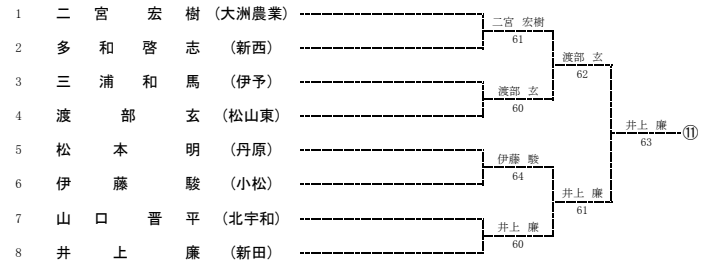 1 二宮 宏樹 (大洲農業)
二宮 宏樹
61
2 多和 啓志 (新西)
渡部 玄
62
3 三浦 和馬 (伊予)
渡部 玄
60
4 渡部 玄 (松山東)
井上 廉 ⑪
63
5 松本 明 (丹原)
伊藤 駿
64
6 伊藤 駿 (小松)
井上 廉
61
7 山口 晋平 (北宇和)
井上 廉
60
8 井上 廉 (新田)